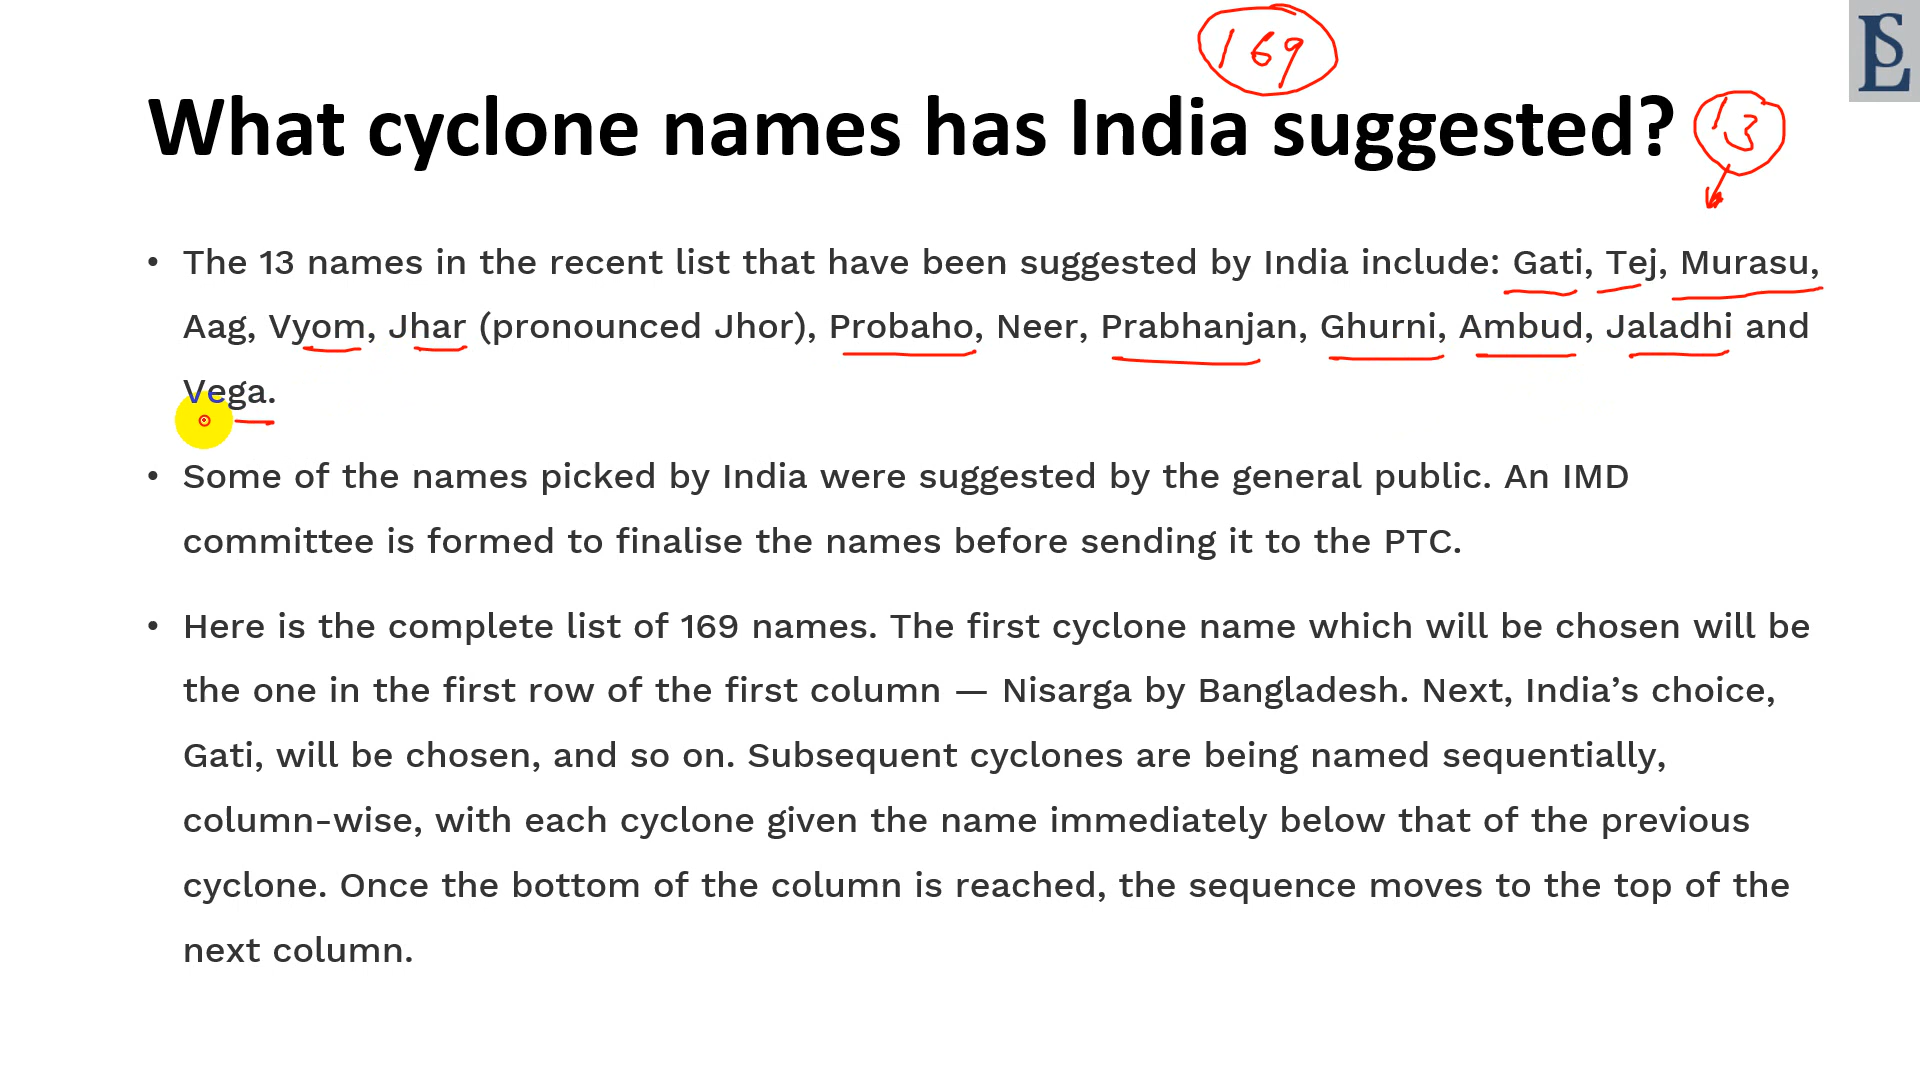 169
What cyclone names has India suggested?
13
• The 13 names in the recent list that have been suggested by India include: Gati, Tej, Murasu,
Aag, Vyom, Jhar (pronounced Jhor), Probaho, Neer, Prabhanjan, Ghurni, Ambud, Jaladhi and
Vega.
• Some of the names picked by India were suggested by the general public. An IMD
committee is formed to finalise the names before sending it to the PTC.
• Here is the complete list of 169 names. The first cyclone name which will be chosen will be
the one in the first row of the first column — Nisarga by Bangladesh. Next, India’s choice,
Gati, will be chosen, and so on. Subsequent cyclones are being named sequentially,
column-wise, with each cyclone given the name immediately below that of the previous
cyclone. Once the bottom of the column is reached, the sequence moves to the top of the
next column.